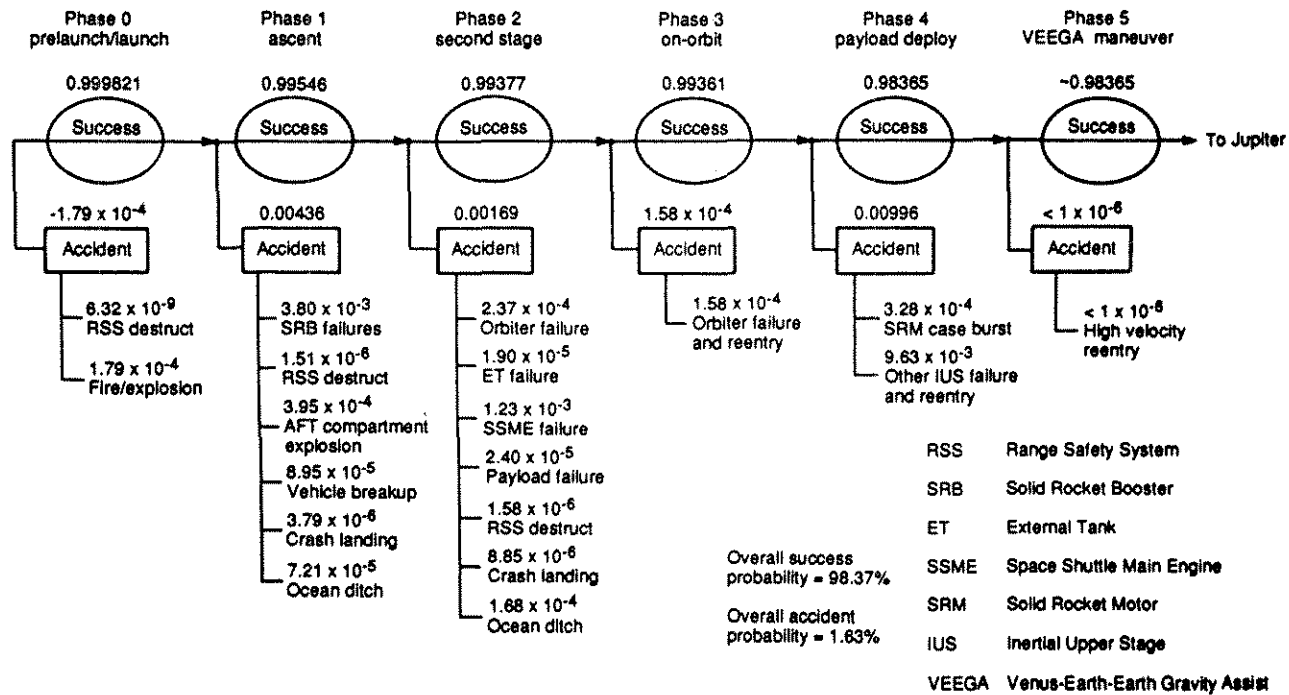 Phase 0
prelaunch/launch
Phase 1
ascent
Phase 2
second stage
Phase 3
on-orbit
Phase 4
payload deploy
Phase 5
VEEGA maneuver
0.999821
0.99546
0.99377
0.99361
0.98365
~0.98365
Success
Success
Success
Success
Success
Success
To Jupiter
-1.79 x 10⁻⁴
0.00436
0.00169
1.58 x 10⁻⁴
0.00996
< 1 x 10⁻⁶
Accident
Accident
Accident
Accident
Accident
Accident
6.32 x 10⁻⁹
RSS destruct
1.79 x 10⁻⁴
Fire/explosion
3.80 x 10⁻³
SRB failures
1.51 x 10⁻⁶
RSS destruct
3.95 x 10⁻⁴
AFT compartment
explosion
8.95 x 10⁻⁵
Vehicle breakup
3.79 x 10⁻⁶
Crash landing
7.21 x 10⁻⁵
Ocean ditch
2.37 x 10⁻⁴
Orbiter failure
1.90 x 10⁻⁵
ET failure
1.23 x 10⁻³
SSME failure
2.40 x 10⁻⁵
Payload failure
1.58 x 10⁻⁶
RSS destruct
8.85 x 10⁻⁶
Crash landing
1.68 x 10⁻⁴
Ocean ditch
1.58 x 10⁻⁴
Orbiter failure
and reentry
3.28 x 10⁻⁴
SRM case burst
9.63 x 10⁻³
Other IUS failure
and reentry
< 1 x 10⁻⁶
High velocity
reentry
Overall success
probability = 98.37%
Overall accident
probability = 1.63%
RSS Range Safety System
SRB Solid Rocket Booster
ET External Tank
SSME Space Shuttle Main Engine
SRM Solid Rocket Motor
IUS Inertial Upper Stage
VEEGA Venus-Earth-Earth Gravity Assist